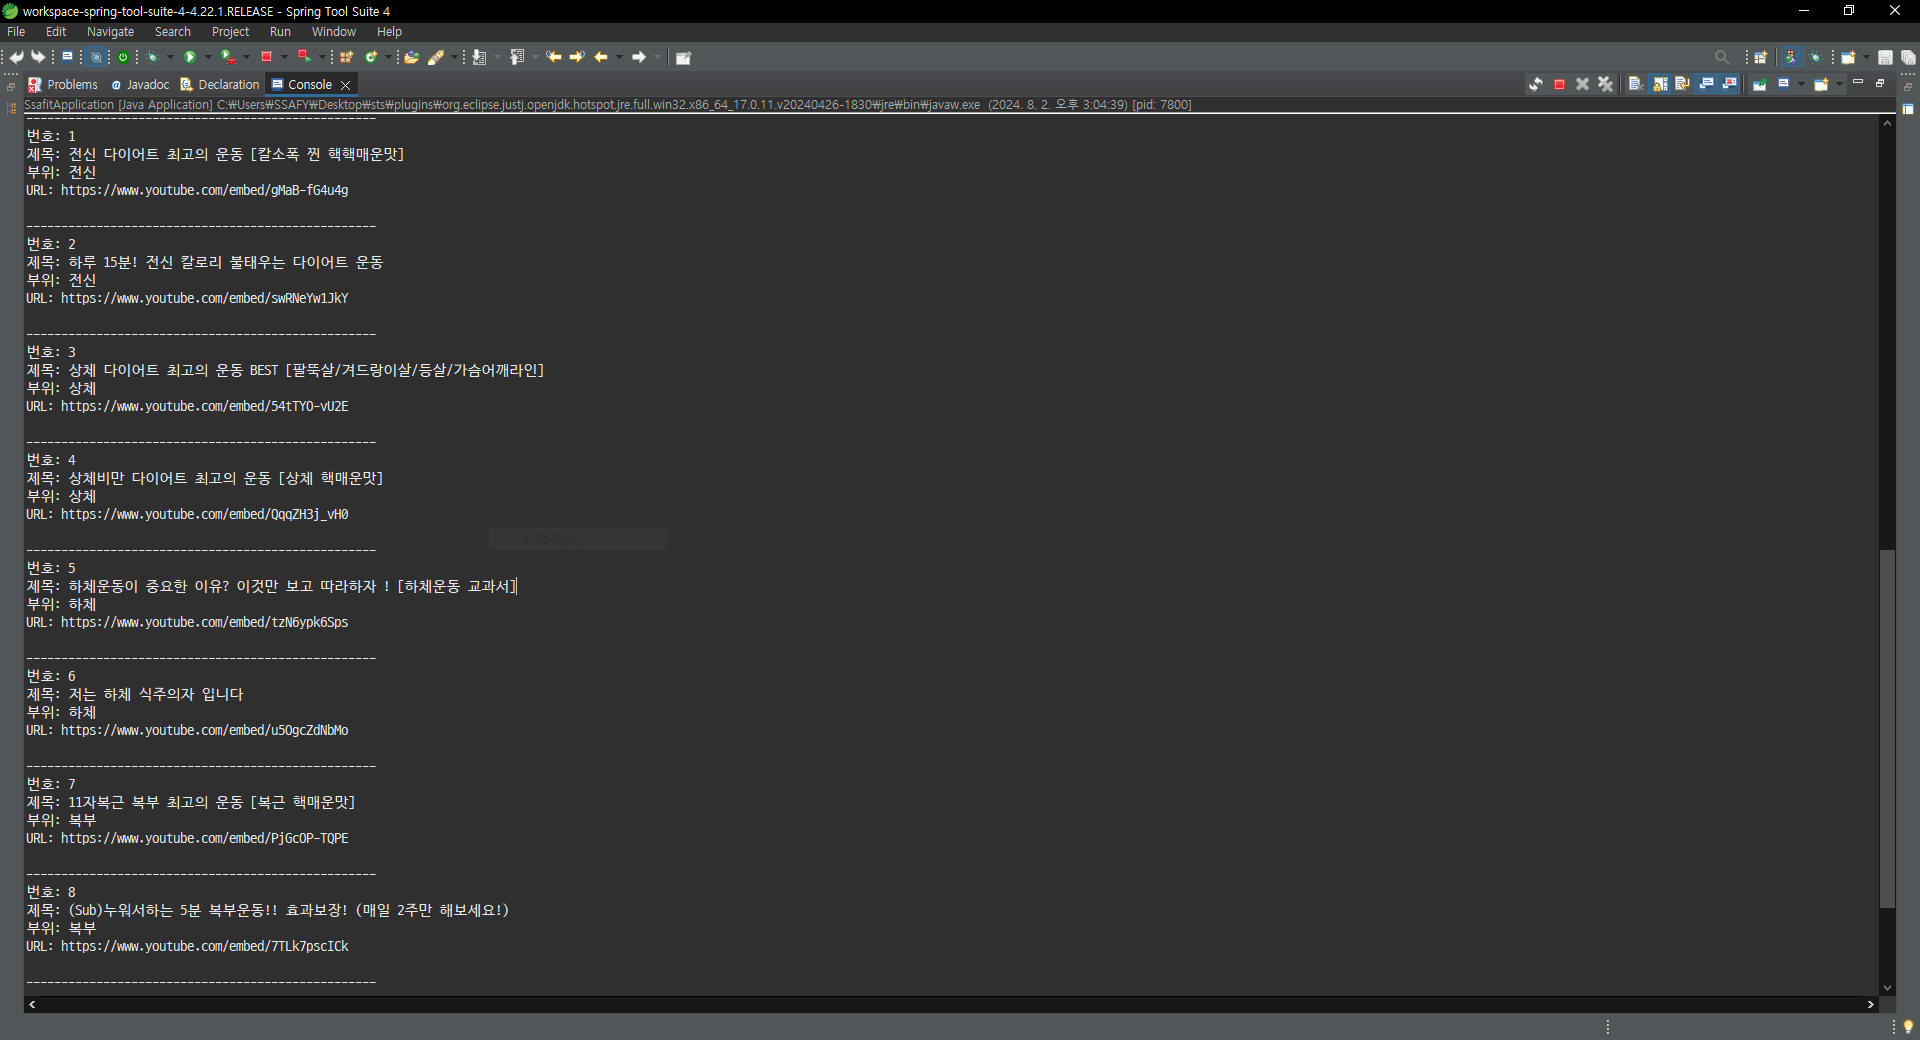 workspace-spring-tool-suite-4-4.22.1.RELEASE - Spring Tool Suite 4
File Edit Navigate Search Project Run Window Help
Problems Javadoc Declaration Console
SsafitApplication [Java Application] C:₩Users₩SSAFY₩Desktop₩sts₩plugins₩org.eclipse.justj.openjdk.hotspot.jre.full.win32.x86_64_17.0.11.v20240426-1830₩jre₩bin₩javaw.exe (2024. 8. 2. 오후 3:04:39) [pid: 7800]
--------------------------------------------------
번호: 1
제목: 전신 다이어트 최고의 운동 [칼소폭 찐 핵핵매운맛]
부위: 전신
URL: https://www.youtube.com/embed/gMaB-fG4u4g
--------------------------------------------------
번호: 2
제목: 하루 15분! 전신 칼로리 불태우는 다이어트 운동
부위: 전신
URL: https://www.youtube.com/embed/swRNeYw1JkY
--------------------------------------------------
번호: 3
제목: 상체 다이어트 최고의 운동 BEST [팔뚝살/겨드랑이살/등살/가슴어깨라인]
부위: 상체
URL: https://www.youtube.com/embed/54tTYO-vU2E
--------------------------------------------------
번호: 4
제목: 상체비만 다이어트 최고의 운동 [상체 핵매운맛]
부위: 상체
URL: https://www.youtube.com/embed/QqqZH3j_vH0
--------------------------------------------------
번호: 5
제목: 하체운동이 중요한 이유? 이것만 보고 따라하자 ! [하체운동 교과서]
부위: 하체
URL: https://www.youtube.com/embed/tzN6ypk6Sps
--------------------------------------------------
번호: 6
제목: 저는 하체 식주의자 입니다
부위: 하체
URL: https://www.youtube.com/embed/u5OgcZdNbMo
--------------------------------------------------
번호: 7
제목: 11자복근 복부 최고의 운동 [복근 핵매운맛]
부위: 복부
URL: https://www.youtube.com/embed/PjGcOP-TQPE
--------------------------------------------------
번호: 8
제목: (Sub)누워서하는 5분 복부운동!! 효과보장! (매일 2주만 해보세요!)
부위: 복부
URL: https://www.youtube.com/embed/7TLk7pscICk
--------------------------------------------------